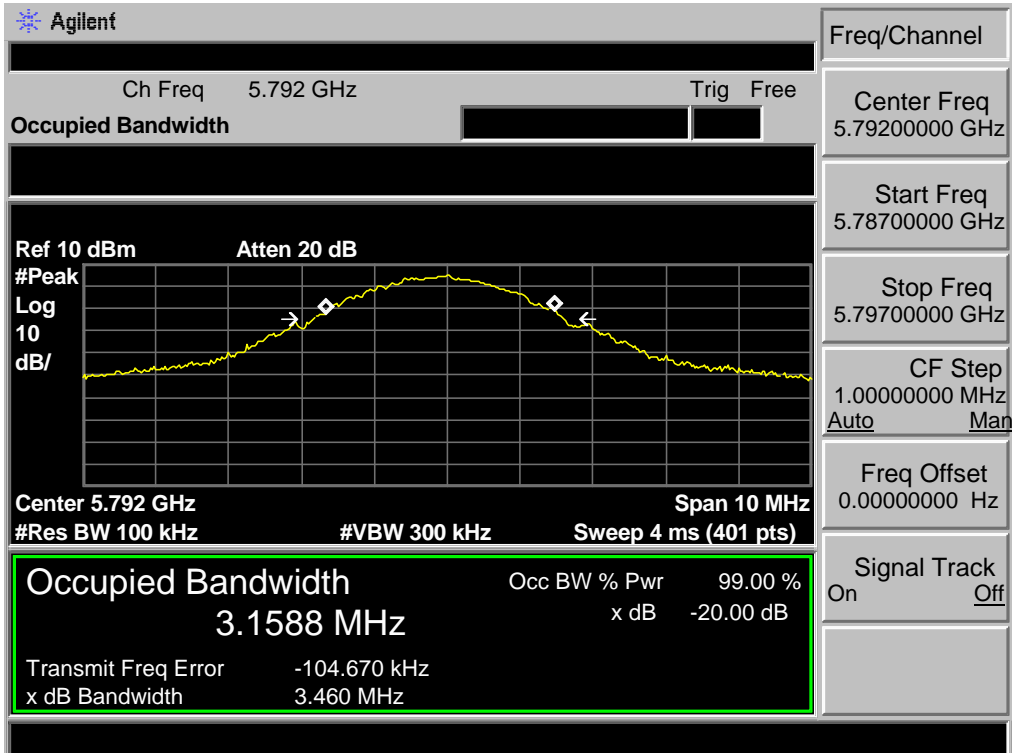 Agilent
Freq/Channel
Ch Freq 5.792 GHz Trig Free
Occupied Bandwidth
Center Freq
5.79200000 GHz
Start Freq
5.78700000 GHz
Stop Freq
5.79700000 GHz
CF Step
1.00000000 MHz
Auto Man
Freq Offset
0.00000000 Hz
Signal Track
On Off
Ref 10 dBm Atten 20 dB
#Peak
Log
10
dB/
Center 5.792 GHz Span 10 MHz
#Res BW 100 kHz #VBW 300 kHz Sweep 4 ms (401 pts)
Occupied Bandwidth Occ BW % Pwr 99.00 %
3.1588 MHz x dB -20.00 dB
Transmit Freq Error -104.670 kHz
x dB Bandwidth 3.460 MHz